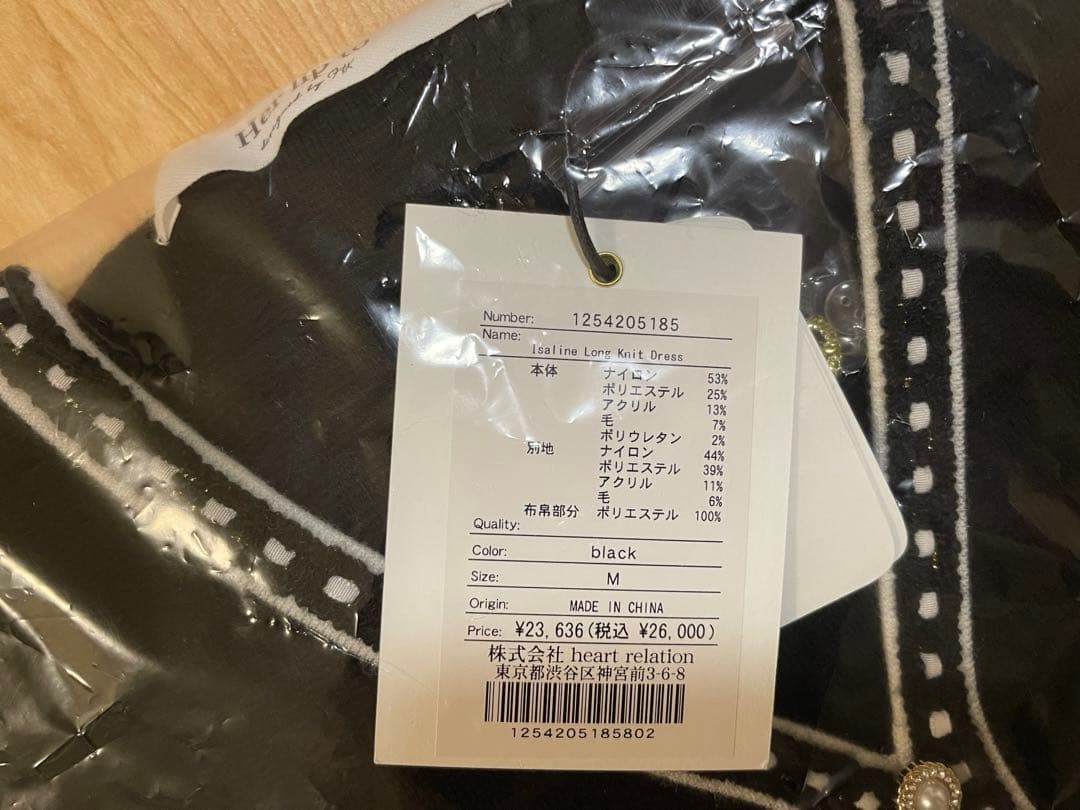 Her lip to
Number: 1254205185
Name: Isaline Long Knit Dress
本体 ナイロン 53%
ポリエステル 25%
アクリル 13%
毛 7%
ポリウレタン 2%
別地 ナイロン 44%
ポリエステル 39%
アクリル 11%
毛 6%
布帛部分 ポリエステル 100%
Quality:
Color: black
Size: M
Origin: MADE IN CHINA
Price: ¥23,636(税込 ¥26,000)
株式会社 heart relation
東京都渋谷区神宮前3-6-8
1254205185802